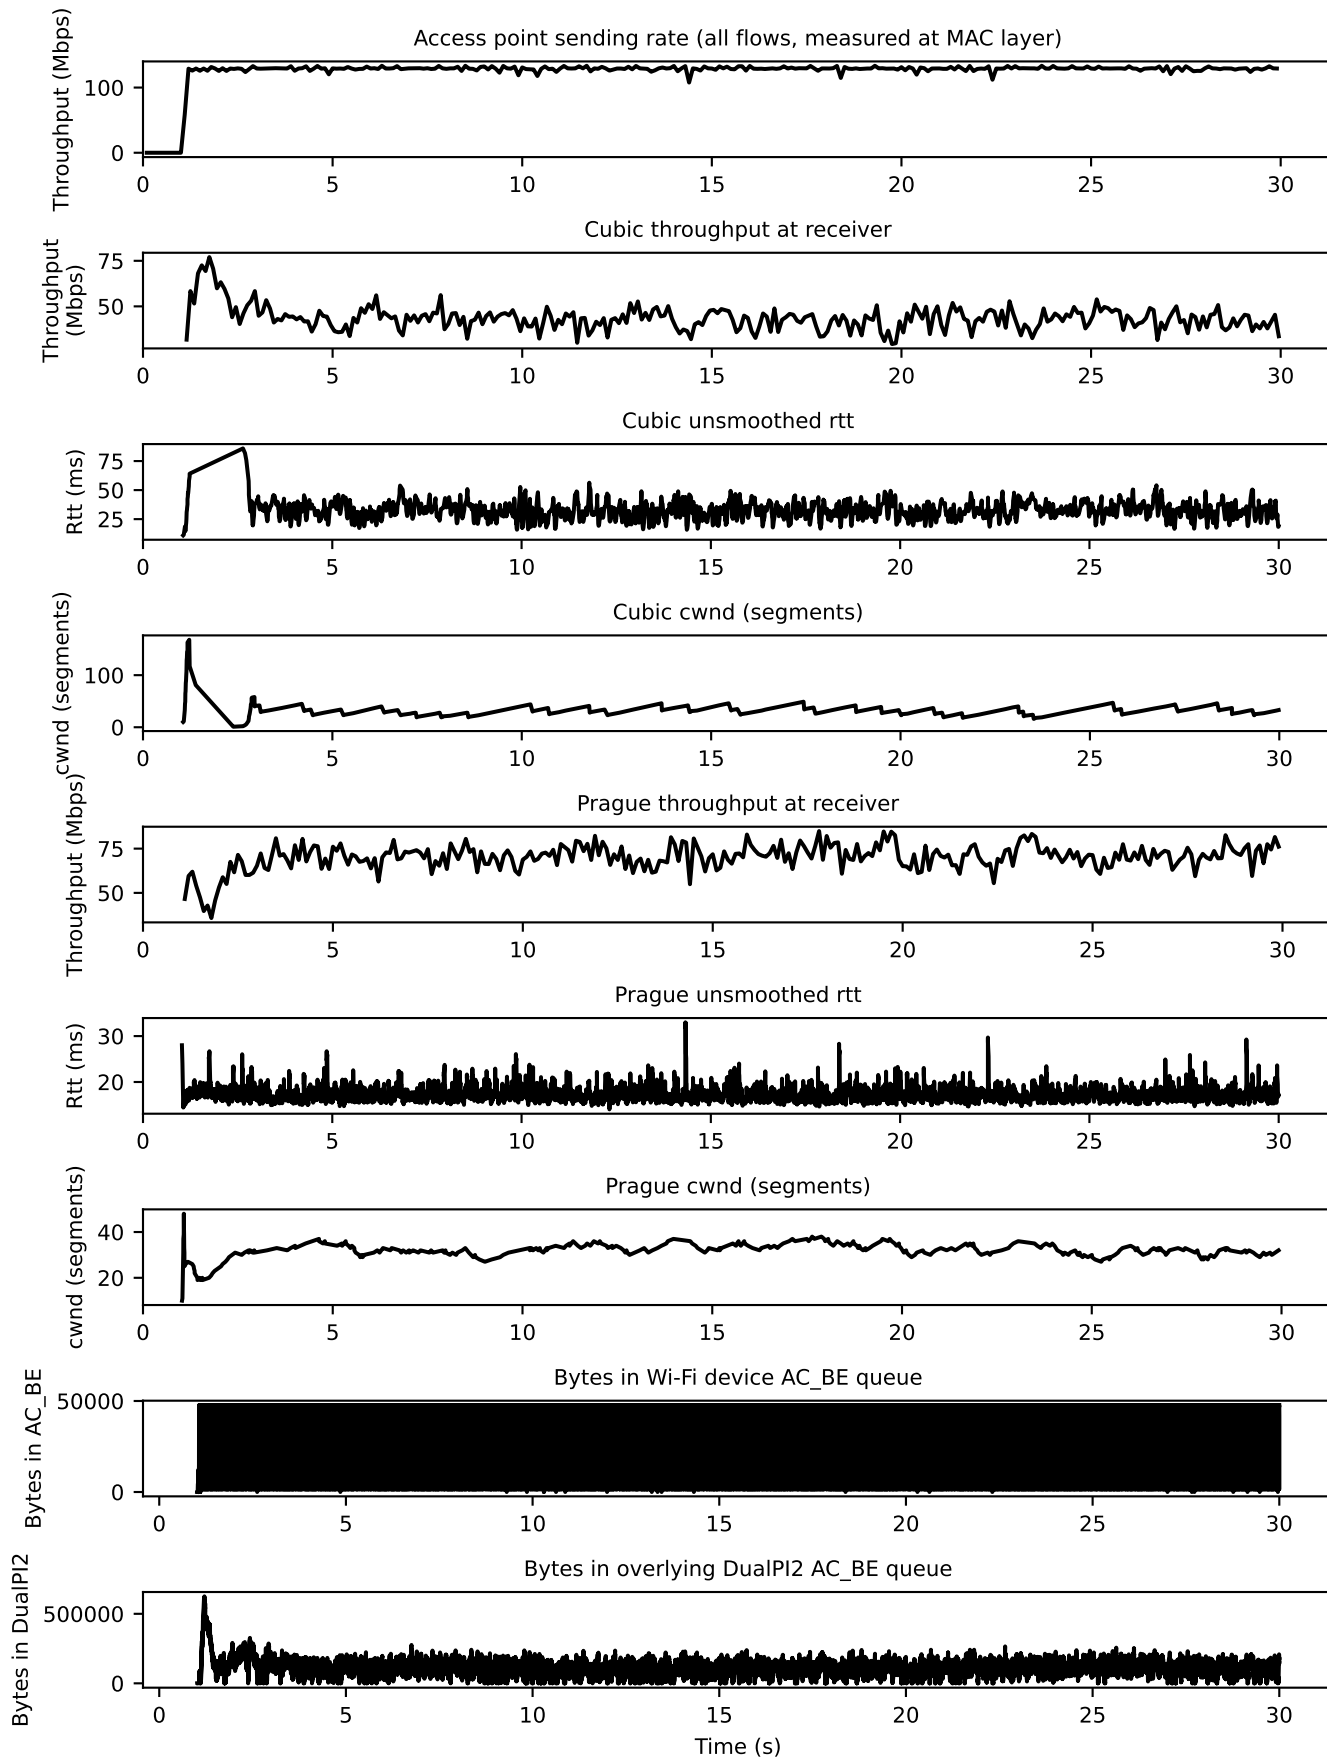 Access point sending rate (all flows, measured at MAC layer)
Throughput (Mbps)
100
0
0 5 10 15 20 25 30
Cubic throughput at receiver
Throughput
(Mbps)
75
50
0 5 10 15 20 25 30
Cubic unsmoothed rtt
Rtt (ms)
75
50
25
0 5 10 15 20 25 30
Cubic cwnd (segments)
cwnd (segments)
100
0
0 5 10 15 20 25 30
Prague throughput at receiver
Throughput (Mbps)
75
50
0 5 10 15 20 25 30
Prague unsmoothed rtt
Rtt (ms)
30
20
0 5 10 15 20 25 30
Prague cwnd (segments)
cwnd (segments)
40
20
0 5 10 15 20 25 30
Bytes in Wi-Fi device AC_BE queue
Bytes in AC_BE
50000
0
0 5 10 15 20 25 30
Bytes in overlying DualPI2 AC_BE queue
Bytes in DualPI2
500000
0
0 5 10 15 20 25 30
Time (s)